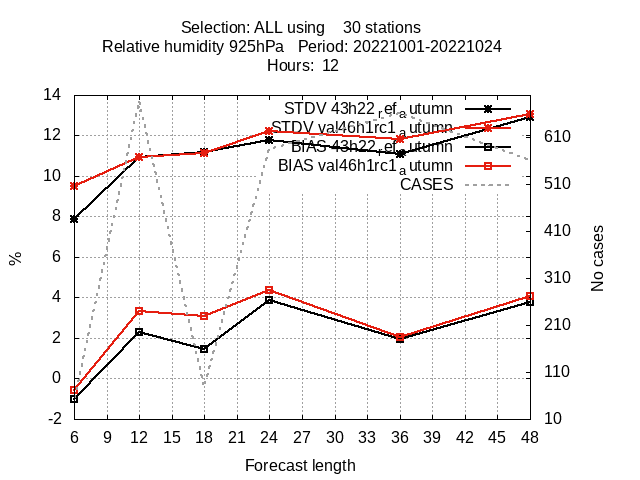 Selection: ALL using    30 stations
Relative humidity 925hPa   Period: 20221001-20221024
Hours: 12
14
12
10
8
6
4
2
0
-2
%
STDV 43h22_ref_autumn
STDV val46h1rc1_autumn
BIAS 43h22_ref_autumn
BIAS val46h1rc1_autumn
CASES
610
510
410
310
210
110
10
No cases
6 9 12 15 18 21 24 27 30 33 36 39 42 45 48
Forecast length